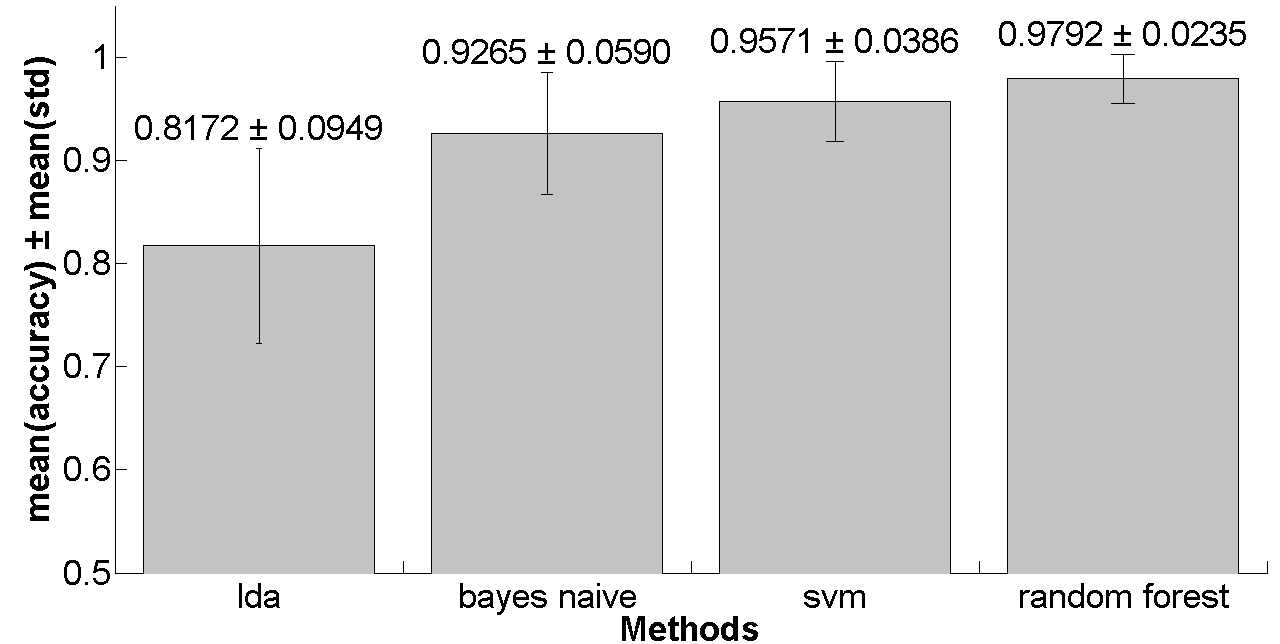 mean(accuracy) ± mean(std)
1
0.9
0.8
0.7
0.6
0.5
0.8172 ± 0.0949
0.9265 ± 0.0590
0.9571 ± 0.0386
0.9792 ± 0.0235
lda
bayes naive
svm
random forest
Methods